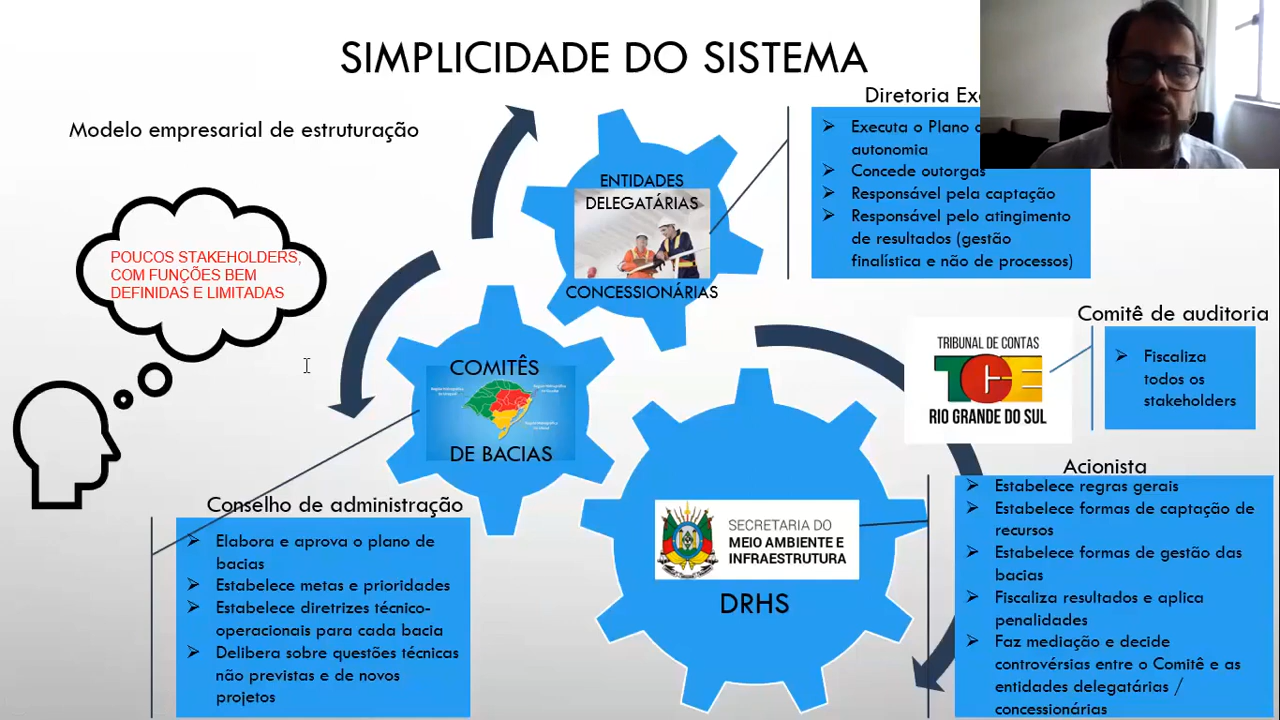 SIMPLICIDADE DO SISTEMA
Modelo empresarial de estruturação
POUCOS STAKEHOLDERS,
COM FUNÇÕES BEM
DEFINIDAS E LIMITADAS
ENTIDADES
DELEGATÁRIAS
CONCESSIONÁRIAS
Diretoria
Executa o Plano
autonomia
Concede outorgas
Responsável pela captação
Responsável pelo atingimento
de resultados (gestão
finalística e não de processos)
COMITÊS
DE BACIAS
Conselho de administração
Elabora e aprova o plano de
bacias
Estabelece metas e prioridades
Estabelece diretrizes técnico-
operacionais para cada bacia
Delibera sobre questões técnicas
não previstas e de novos
projetos
TRIBUNAL DE CONTAS
TCE
RIO GRANDE DO SUL
Comitê de auditoria
Fiscaliza
todos os
stakeholders
SECRETARIA DO
MEIO AMBIENTE E
INFRAESTRUTURA
DRHS
Acionista
Estabelece regras gerais
Estabelece formas de captação de
recursos
Estabelece formas de gestão das
bacias
Fiscaliza resultados e aplica
penalidades
Faz mediação e decide
controvérsias entre o Comitê e as
entidades delegatárias /
concessionárias